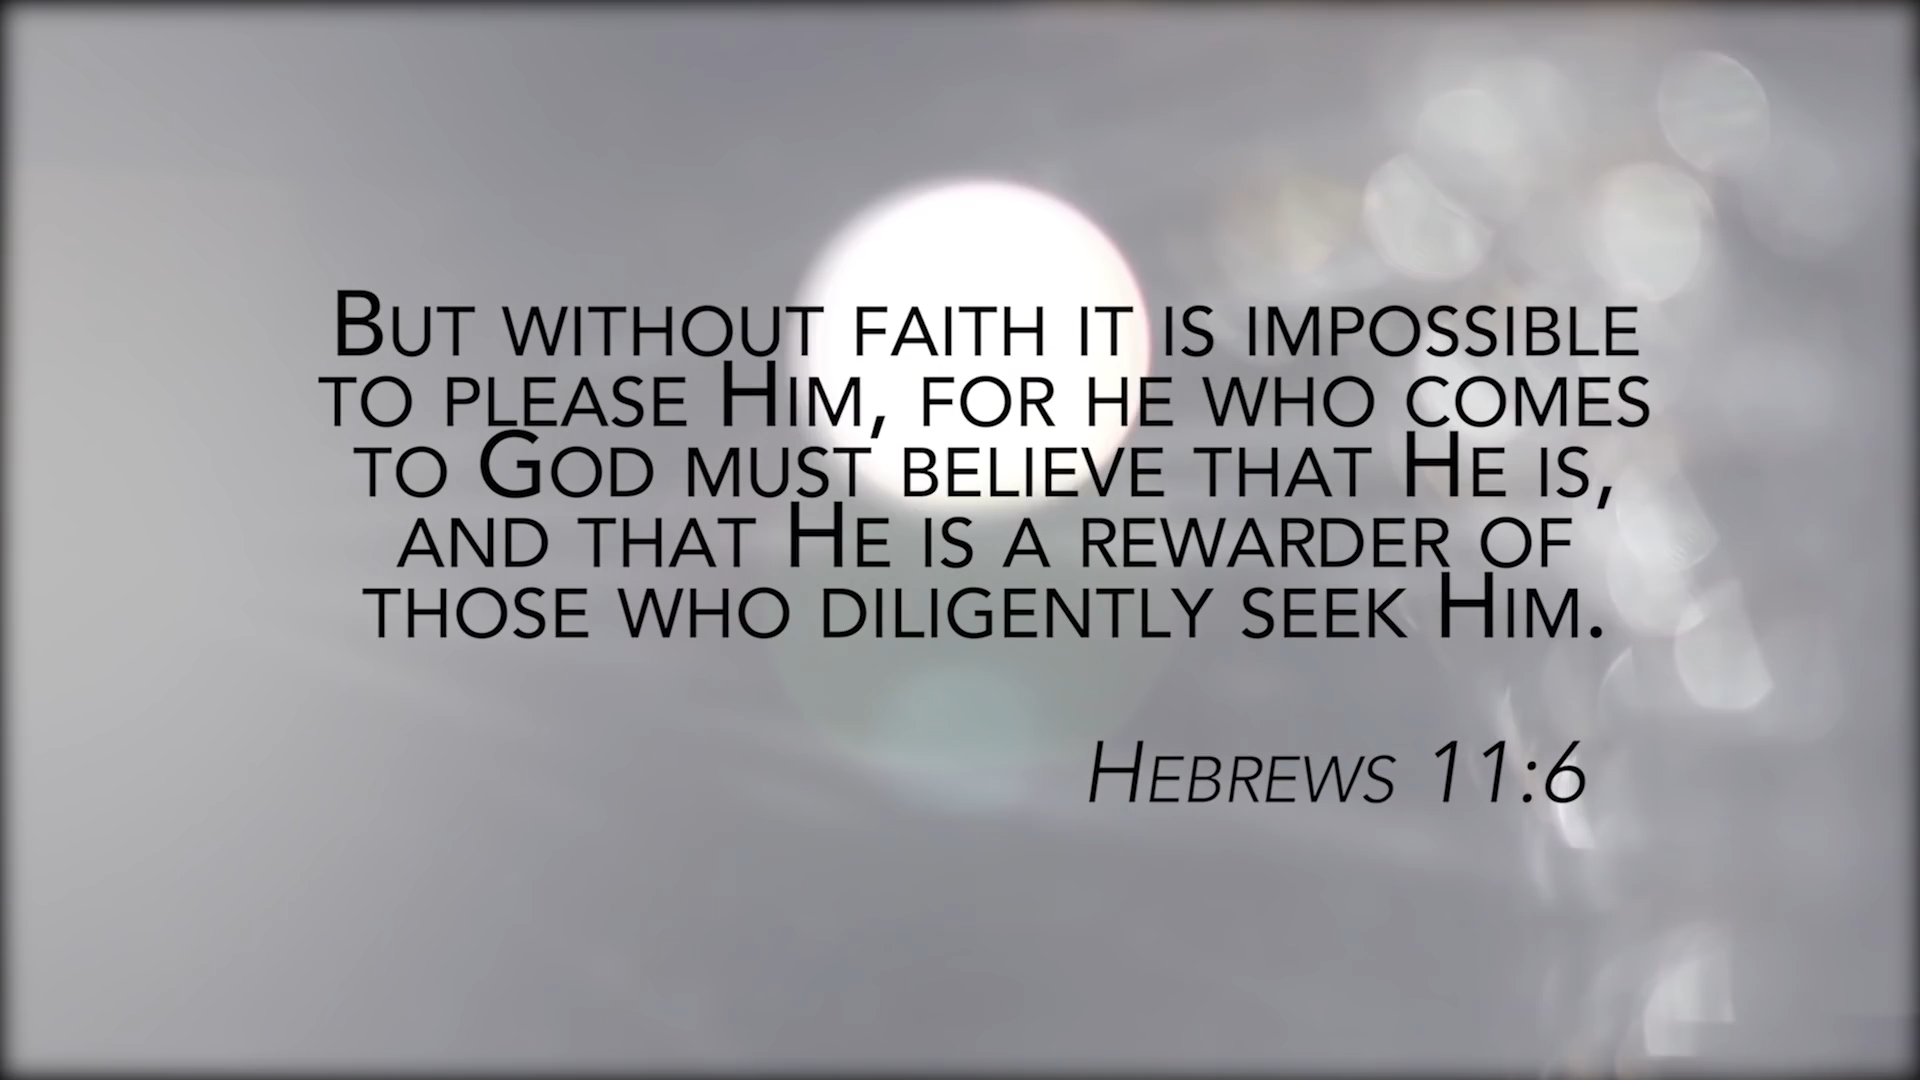 But without faith it is impossible
to please Him, for he who comes
to God must believe that He is,
and that He is a rewarder of
those who diligently seek Him.
Hebrews 11:6